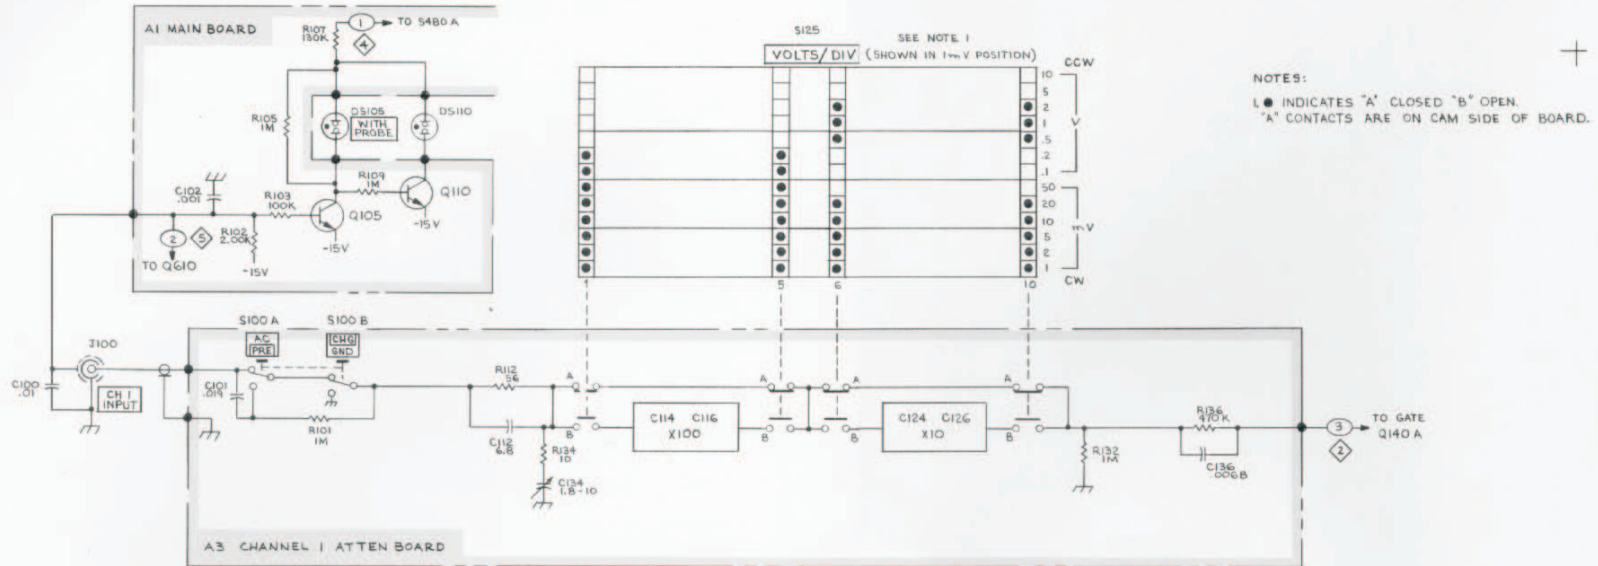 A1 MAIN BOARD
R107
130K
1
TO S480A
4
R105
1M
DS105
WITH
PROBE
DS110
C102
.001
R103
100K
R109
1M
Q110
Q105
-15V
-15V
R102
2.00K
-15V
2
5
TO Q610
S125
VOLTS/DIV
SEE NOTE 1
(SHOWN IN 1mV POSITION)
CCW
10
5
2
1
.5
.2
.1
V
50
20
10
5
2
1
mV
CW
1
5
6
10
NOTES:
1. ● INDICATES "A" CLOSED "B" OPEN.
"A" CONTACTS ARE ON CAM SIDE OF BOARD.
J100
C100
.01
CH 1
INPUT
S100A
AC
PRE
S100B
CHG
GND
C101
.019
R101
1M
R112
56
C112
6.8
R134
10
C134
1.8-10
A
B
C114 C116
X100
A
B
A
B
C124 C126
X10
A
B
R132
1M
R136
470K
C136
.0068
3
TO GATE
Q140A
2
A3 CHANNEL 1 ATTEN BOARD